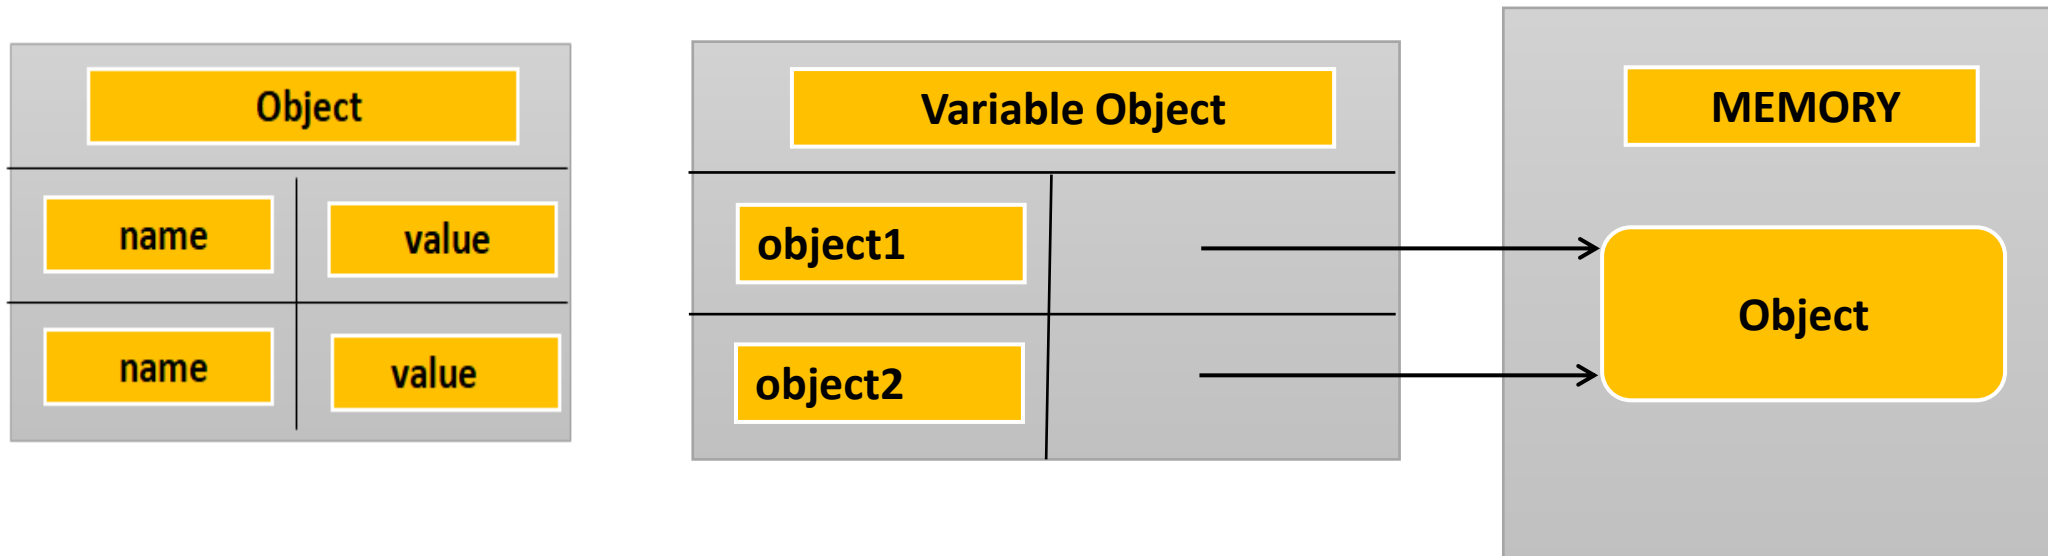 Object
name value
name value
Variable Object
object1
object2
MEMORY
Object